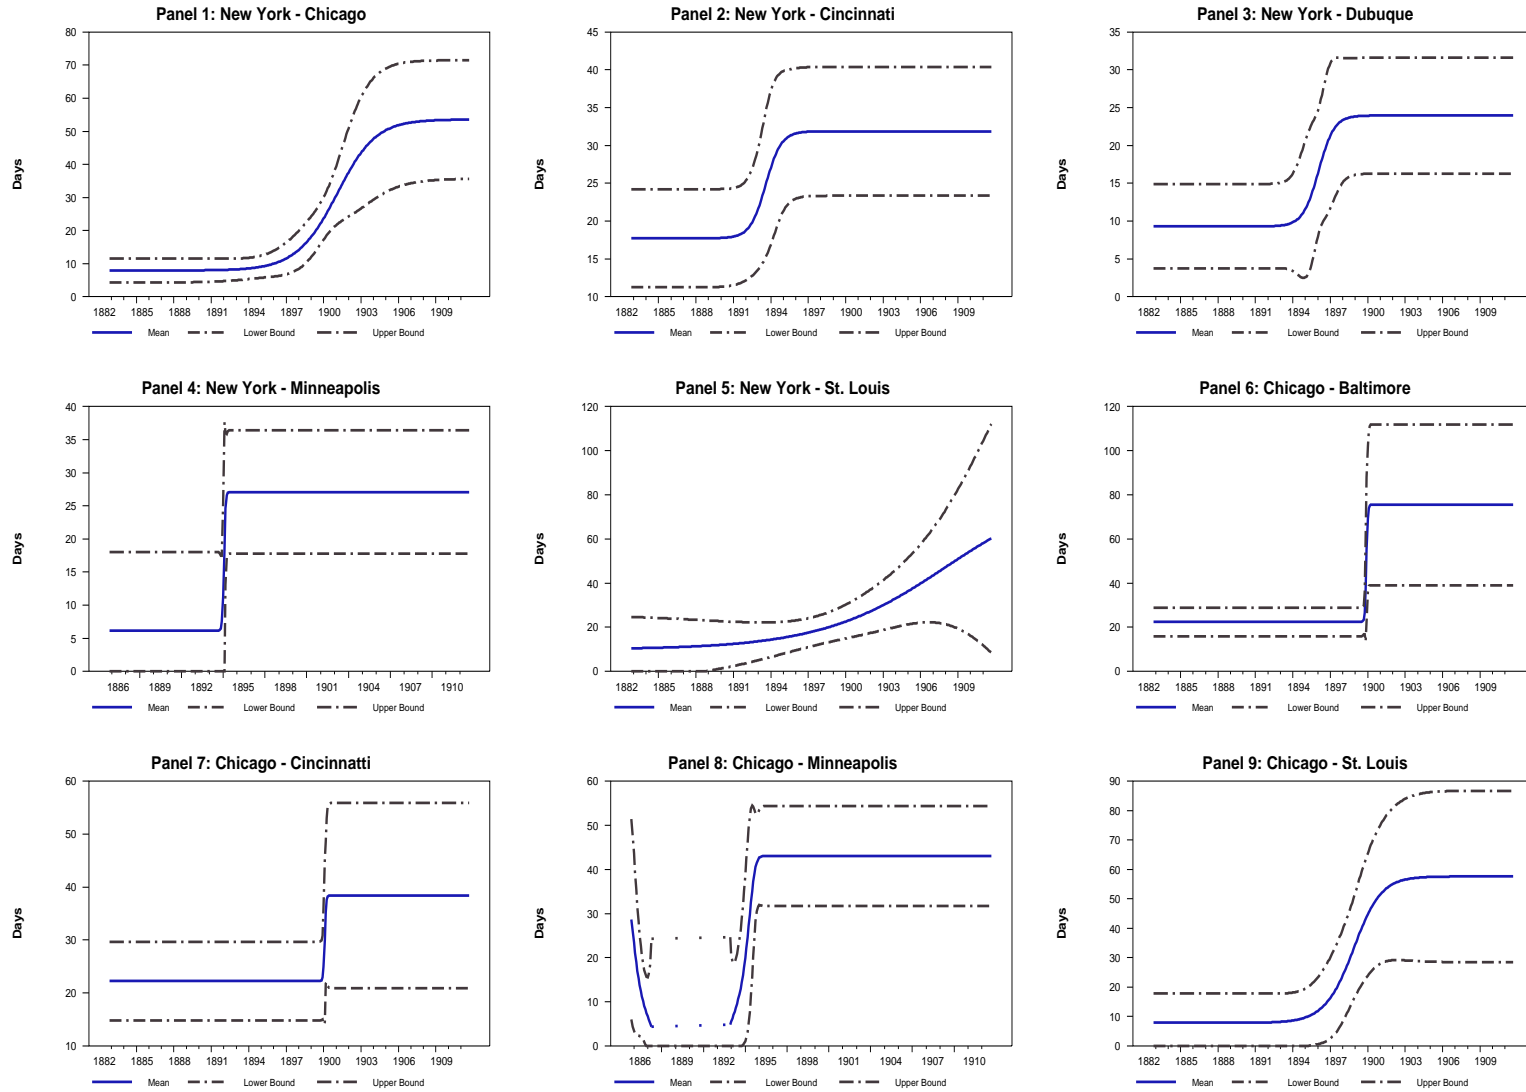 Panel 1: New York - Chicago
Days
80
70
60
50
40
30
20
10
0
1882 1885 1888 1891 1894 1897 1900 1903 1906 1909
Mean Lower Bound Upper Bound
Panel 2: New York - Cincinnati
Days
45
40
35
30
25
20
15
10
1882 1885 1888 1891 1894 1897 1900 1903 1906 1909
Mean Lower Bound Upper Bound
Panel 3: New York - Dubuque
Days
35
30
25
20
15
10
5
0
1882 1885 1888 1891 1894 1897 1900 1903 1906 1909
Mean Lower Bound Upper Bound
Panel 4: New York - Minneapolis
Days
40
35
30
25
20
15
10
5
0
1886 1889 1892 1895 1898 1901 1904 1907 1910
Mean Lower Bound Upper Bound
Panel 5: New York - St. Louis
Days
120
100
80
60
40
20
0
1882 1885 1888 1891 1894 1897 1900 1903 1906 1909
Mean Lower Bound Upper Bound
Panel 6: Chicago - Baltimore
Days
120
100
80
60
40
20
0
1882 1885 1888 1891 1894 1897 1900 1903 1906 1909
Mean Lower Bound Upper Bound
Panel 7: Chicago - Cincinnatti
Days
60
50
40
30
20
10
1882 1885 1888 1891 1894 1897 1900 1903 1906 1909
Mean Lower Bound Upper Bound
Panel 8: Chicago - Minneapolis
Days
60
50
40
30
20
10
0
1886 1889 1892 1895 1898 1901 1904 1907 1910
Mean Lower Bound Upper Bound
Panel 9: Chicago - St. Louis
Days
90
80
70
60
50
40
30
20
10
0
1882 1885 1888 1891 1894 1897 1900 1903 1906 1909
Mean Lower Bound Upper Bound